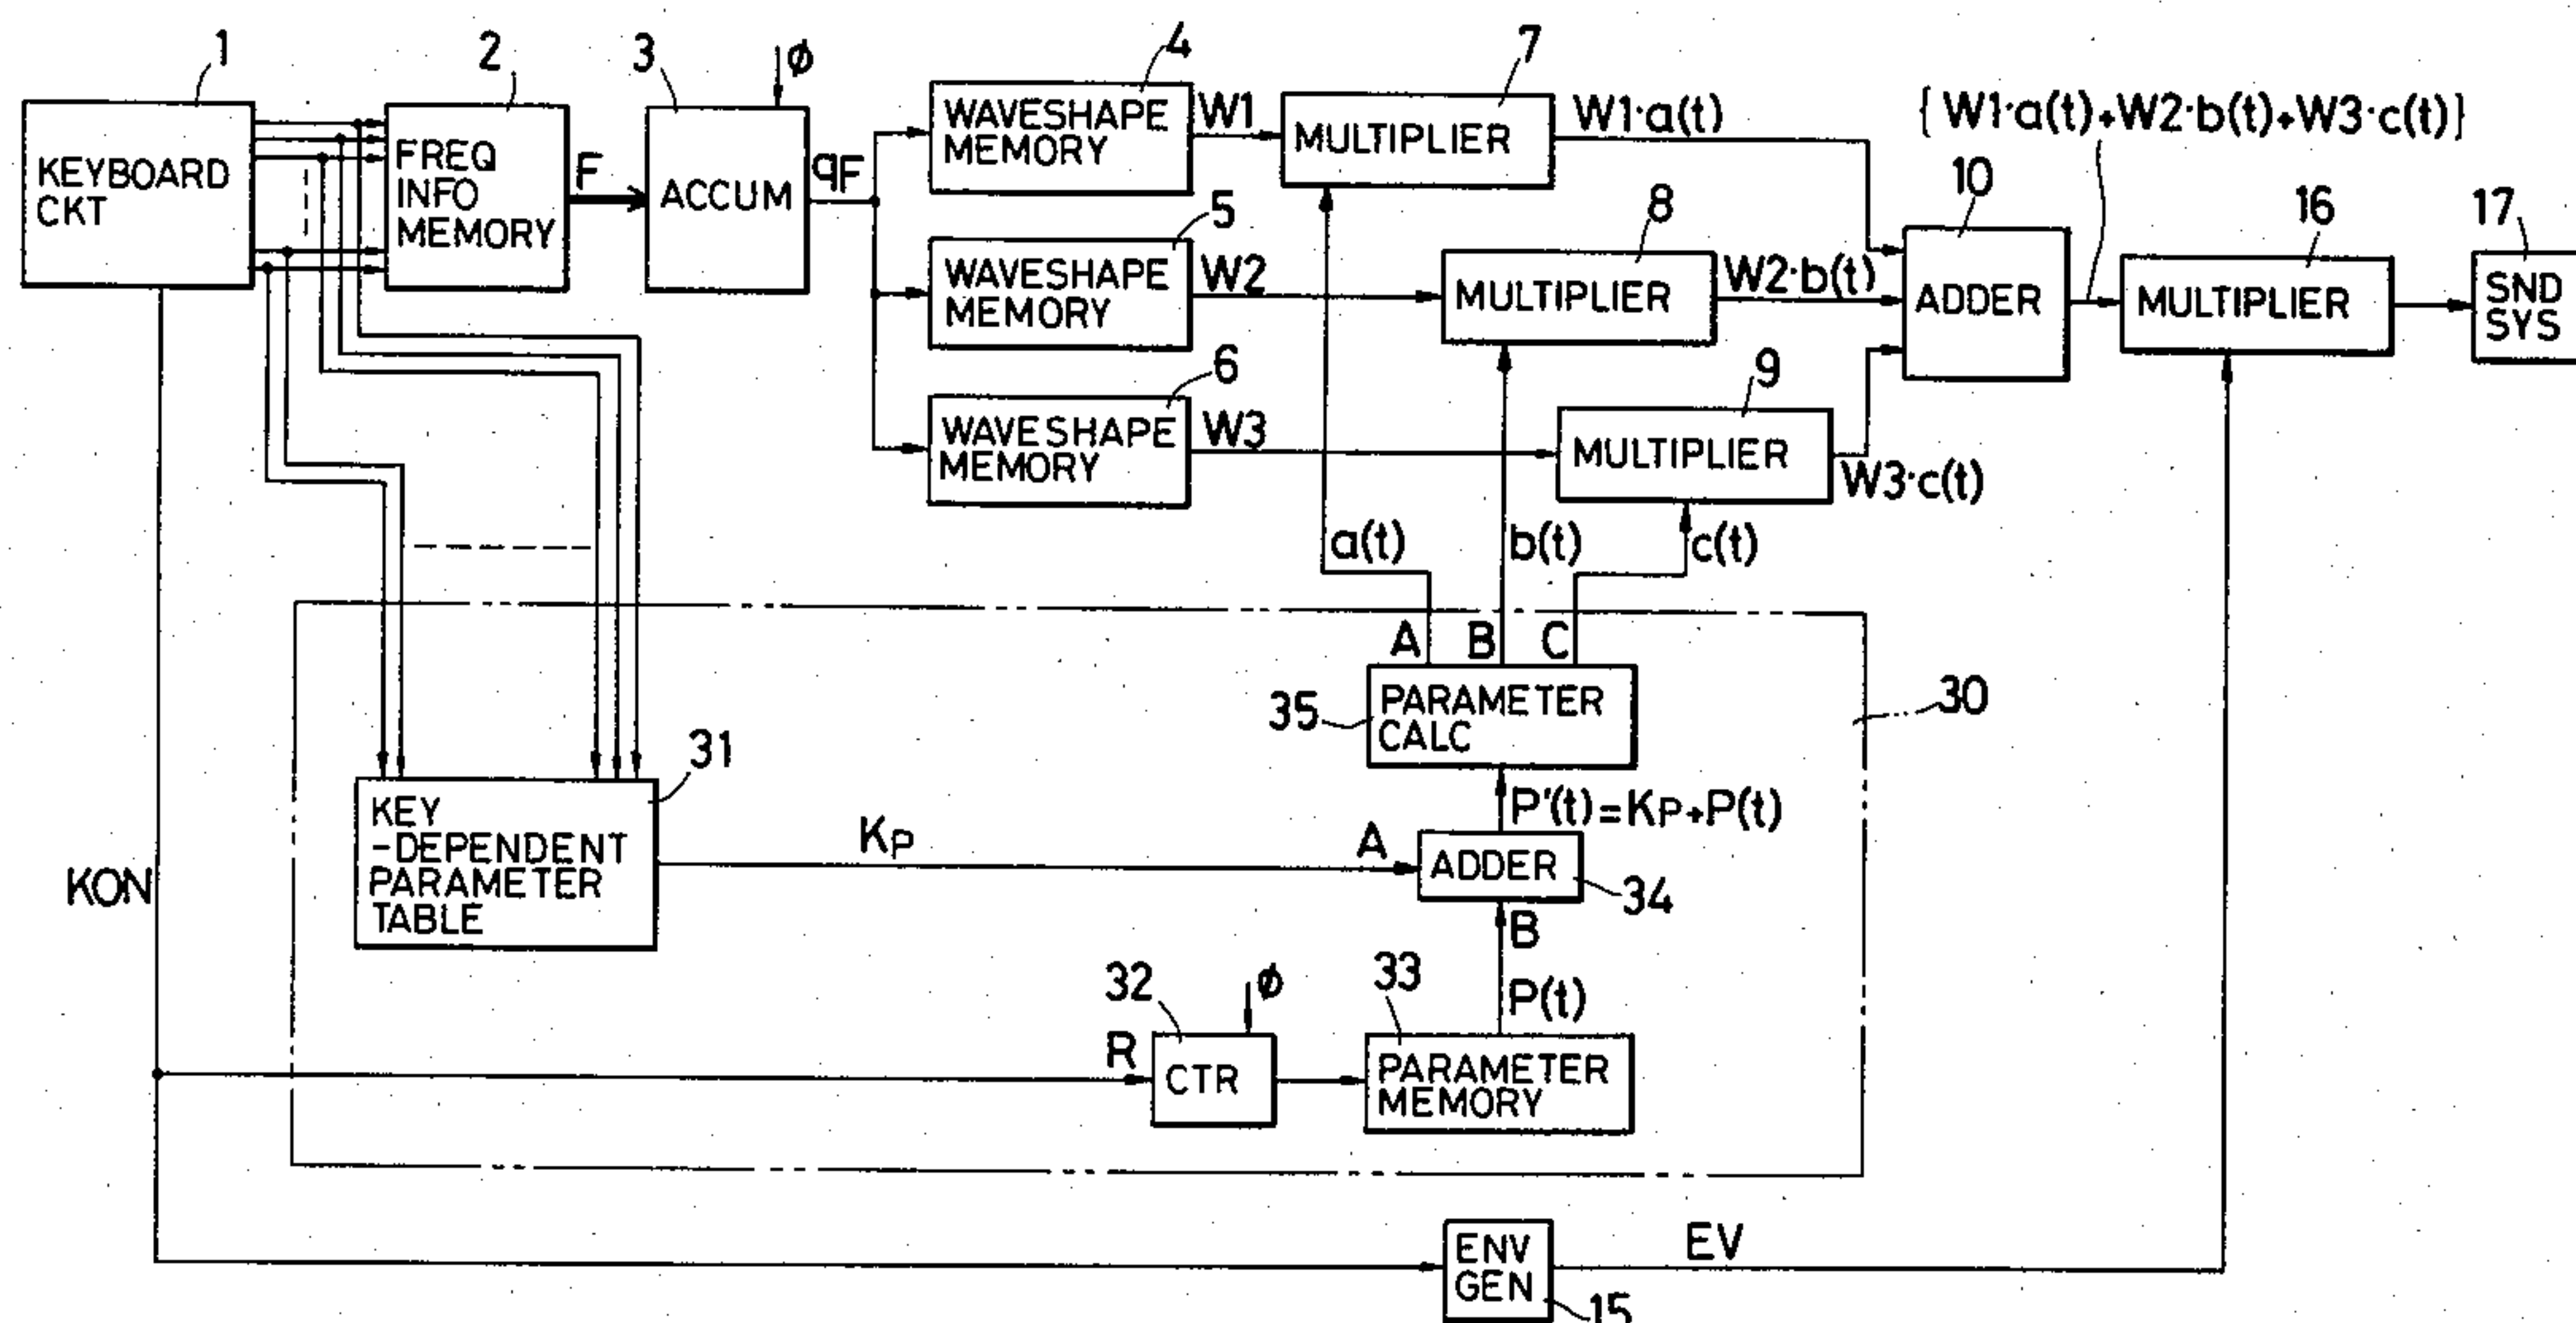 1
2
3
φ
4
7
{W1·a(t)+W2·b(t)+W3·c(t)}
KEYBOARD
CKT
FREQ
INFO
MEMORY
F
ACCUM
qF
WAVESHAPE
MEMORY
W1
MULTIPLIER
W1·a(t)
5
WAVESHAPE
MEMORY
W2
8
MULTIPLIER
W2·b(t)
10
ADDER
16
MULTIPLIER
17
SND
SYS
6
WAVESHAPE
MEMORY
W3
9
MULTIPLIER
W3·c(t)
a(t)
b(t)
c(t)
A
B
C
35
PARAMETER
CALC
30
31
KEY
-DEPENDENT
PARAMETER
TABLE
KP
P'(t)=KP+P(t)
A
ADDER
34
B
KON
P(t)
32
φ
33
R
CTR
PARAMETER
MEMORY
ENV
GEN
EV
15